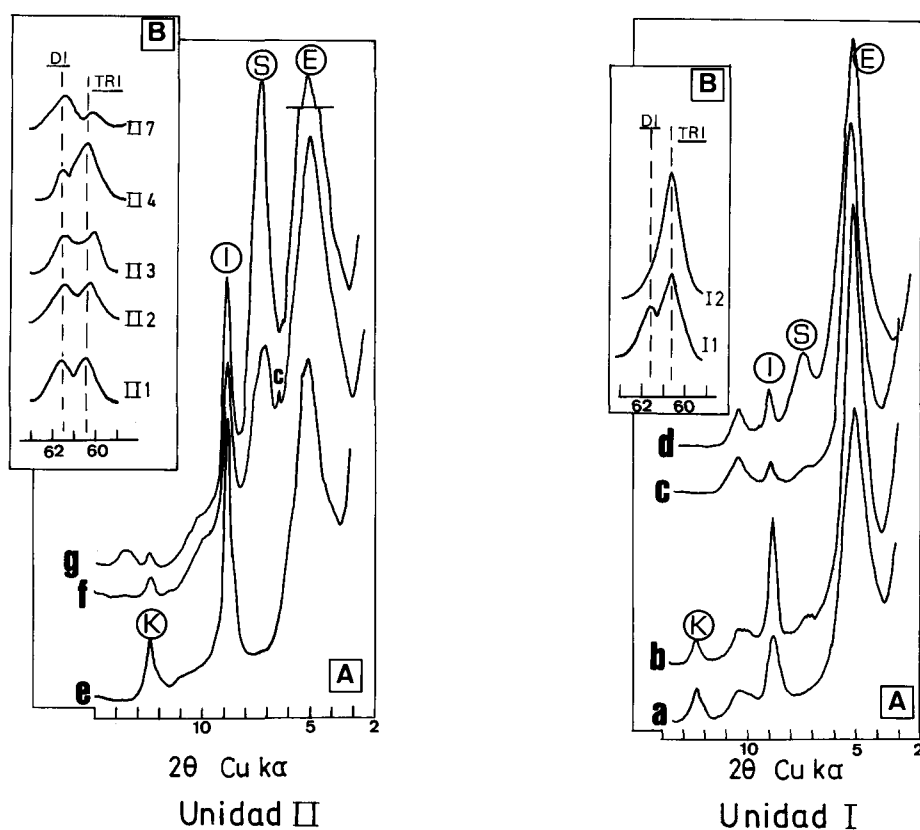 B
DI
TRI
II 7
II 4
II 3
II 2
II 1
62 60
S
E
I
c
g
f
K
e
A
10 5 2
2θ Cu kα
Unidad II
B
DI
TRI
I2
I1
62 60
E
S
I
d
c
b
K
a
A
10 5 2
2θ Cu kα
Unidad I